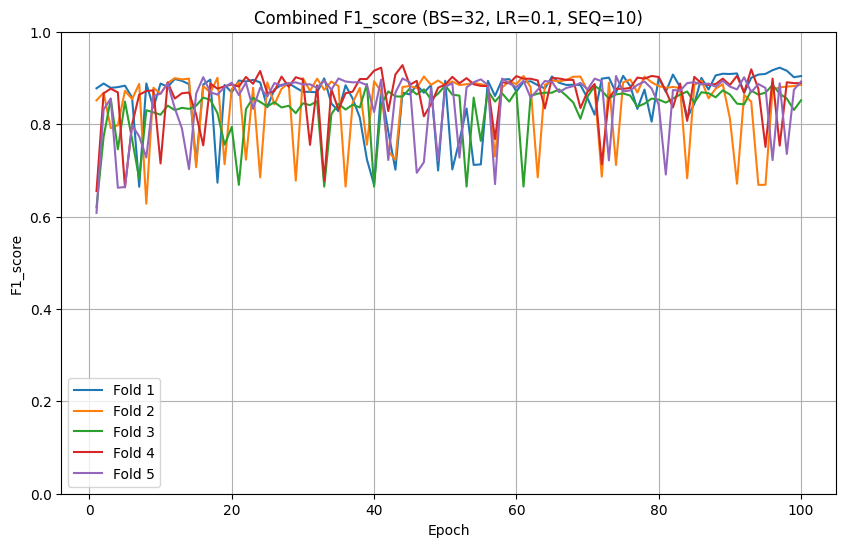 Combined F1_score (BS=32, LR=0.1, SEQ=10)
F1_score
1.0
0.8
0.6
0.4
0.2
0.0
Fold 1
Fold 2
Fold 3
Fold 4
Fold 5
0 20 40 60 80 100
Epoch